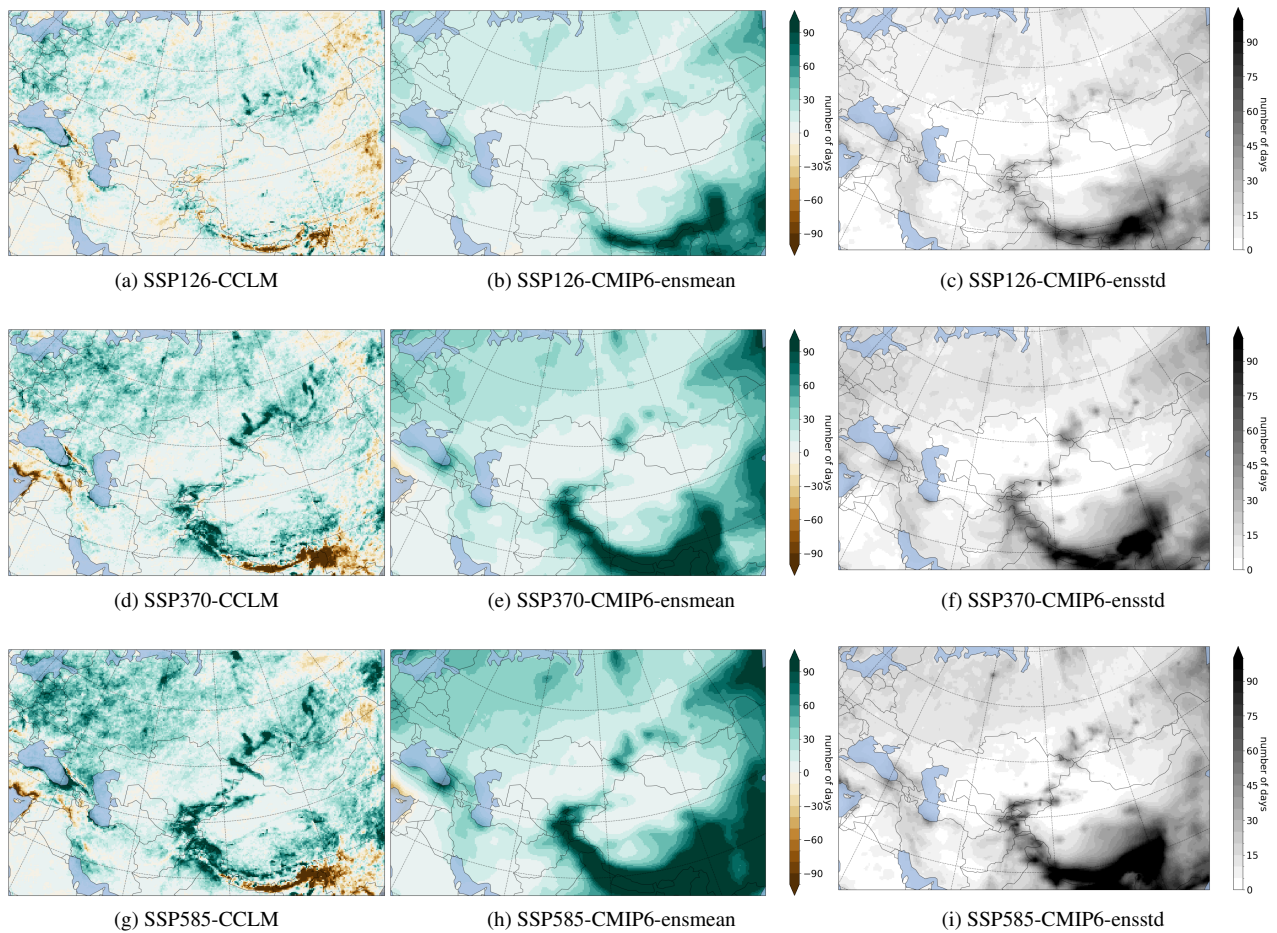 90
60
30
0
−30
−60
−90
number of days
90
75
60
45
30
15
0
number of days
(a) SSP126-CCLM
(b) SSP126-CMIP6-ensmean
(c) SSP126-CMIP6-ensstd
90
60
30
0
−30
−60
−90
number of days
90
75
60
45
30
15
0
number of days
(d) SSP370-CCLM
(e) SSP370-CMIP6-ensmean
(f) SSP370-CMIP6-ensstd
90
60
30
0
−30
−60
−90
number of days
90
75
60
45
30
15
0
number of days
(g) SSP585-CCLM
(h) SSP585-CMIP6-ensmean
(i) SSP585-CMIP6-ensstd